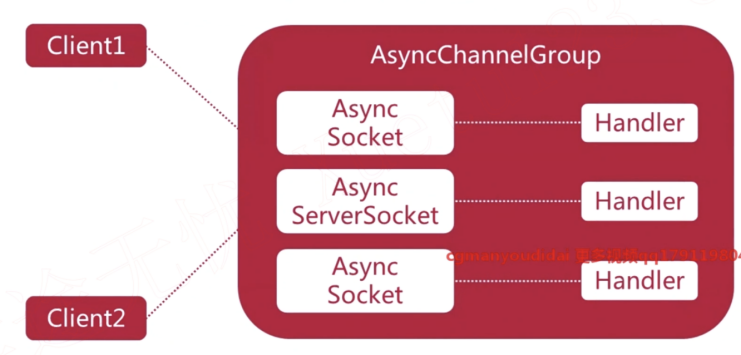 Client1
AsyncChannelGroup
Async
Socket
Handler
Async
ServerSocket
Handler
Async
Socket
Handler
Client2